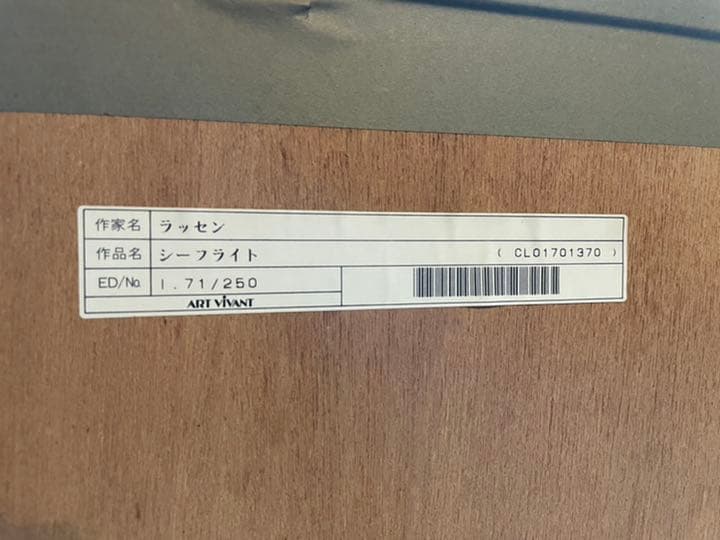 作家名 ラッセン
作品名 シーフライト ( CL01701370 )
ED/No. I. 71/250
ART VIVANT